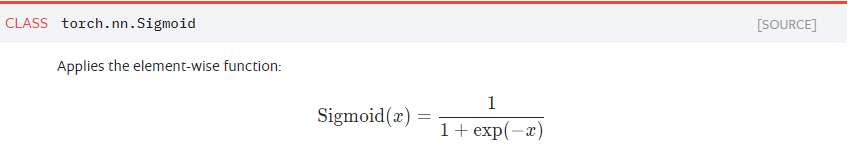 CLASS torch.nn.Sigmoid [SOURCE]
Applies the element-wise function:
Sigmoid(x) = 1 / (1 + exp(−x))